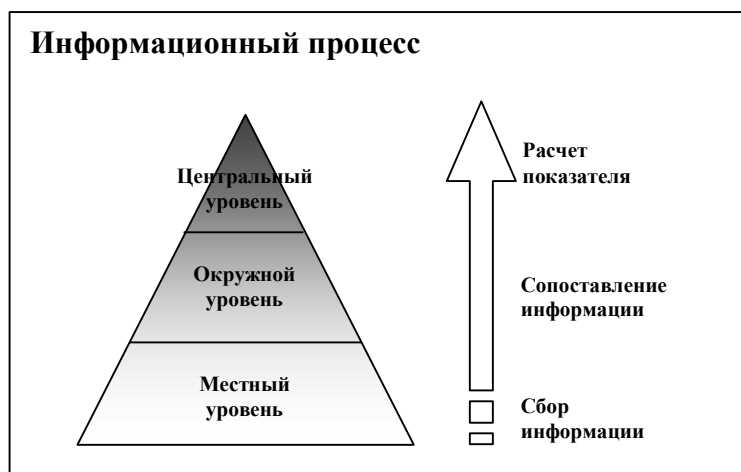 Информационный процесс
Центральный
уровень
Расчет
показателя
Окружной
уровень
Сопоставление
информации
Местный
уровень
Сбор
информации